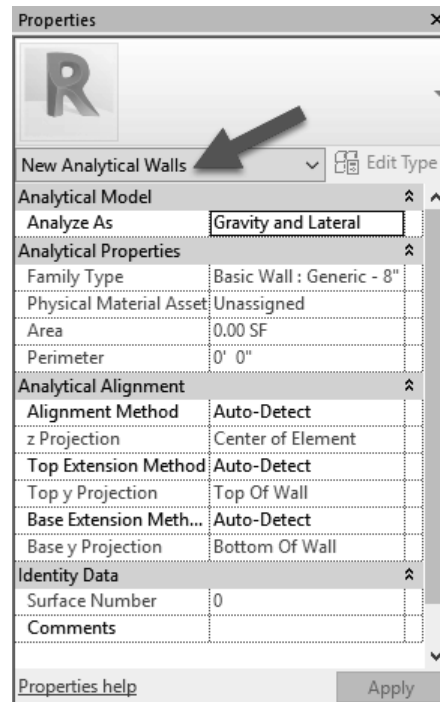 Properties
R
New Analytical Walls Edit Type
Analytical Model
Analyze As Gravity and Lateral
Analytical Properties
Family Type Basic Wall : Generic - 8"
Physical Material Asset Unassigned
Area 0.00 SF
Perimeter 0' 0"
Analytical Alignment
Alignment Method Auto-Detect
z Projection Center of Element
Top Extension Method Auto-Detect
Top y Projection Top Of Wall
Base Extension Meth... Auto-Detect
Base y Projection Bottom Of Wall
Identity Data
Surface Number 0
Comments
Properties help Apply